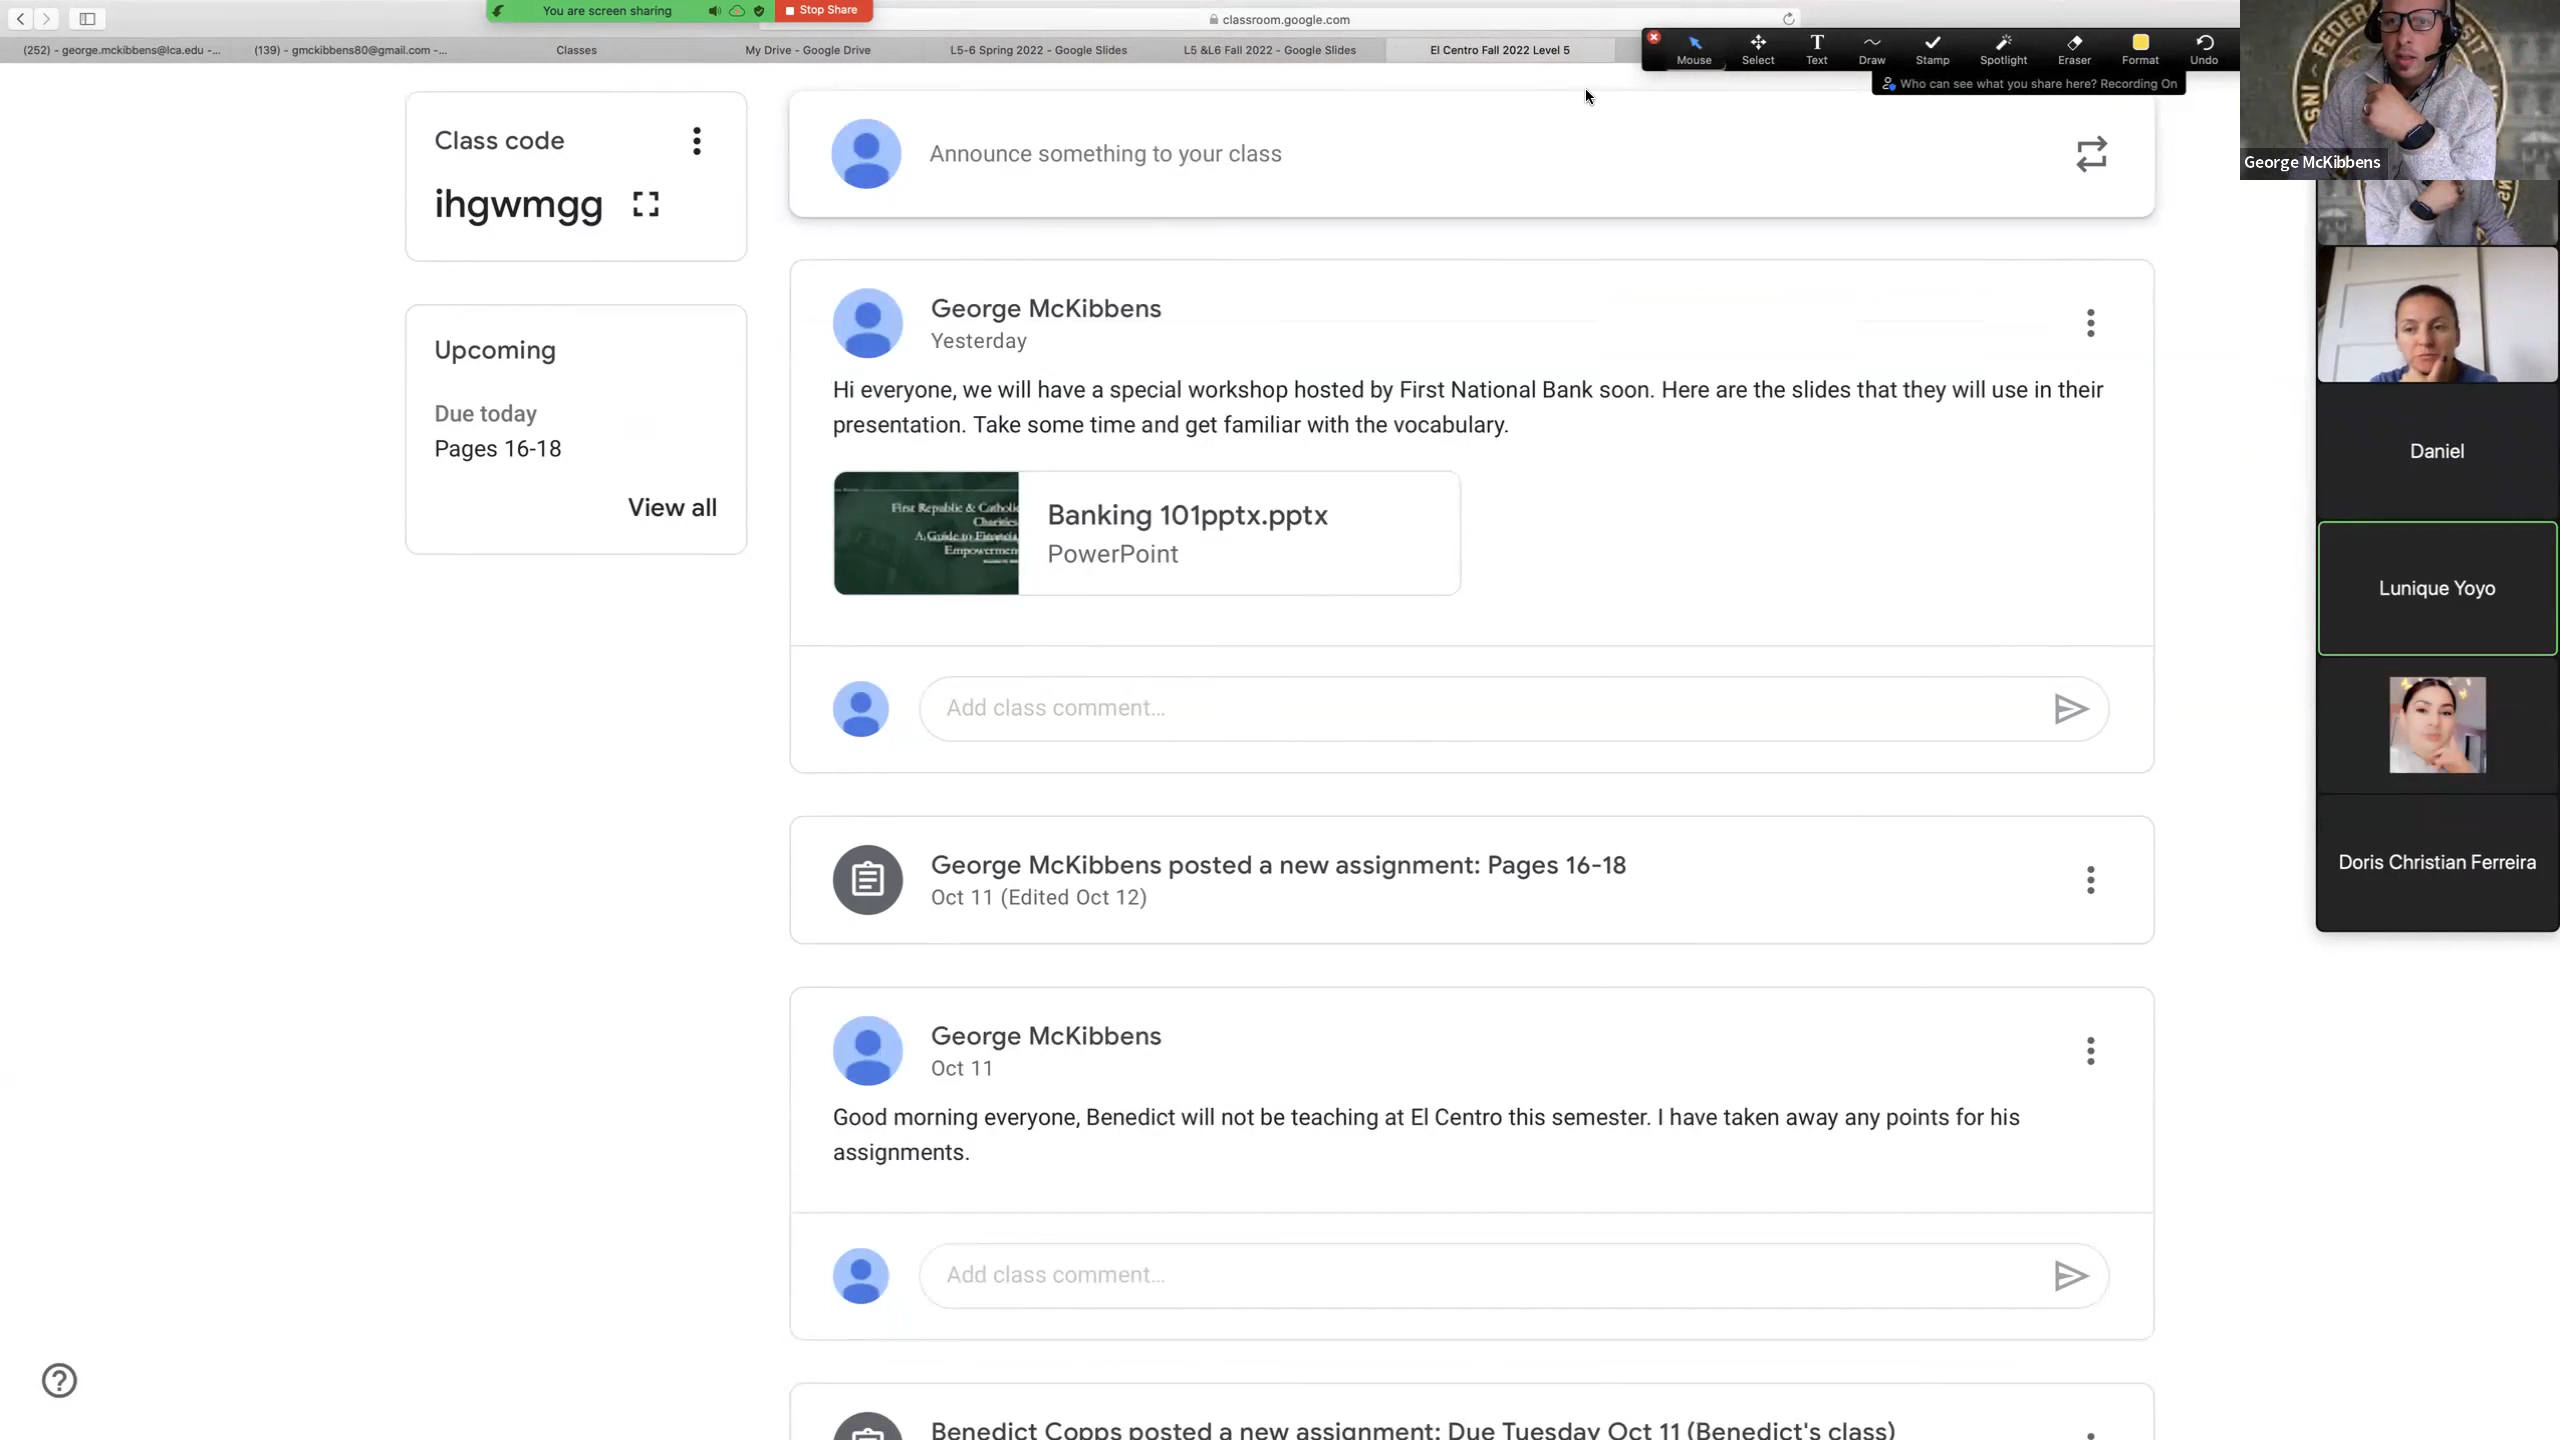 You are screen sharing
Stop Share
classroom.google.com
(252) - george.mckibbens@lca.edu -...
(139) - gmckibbens80@gmail.com -...
Classes
My Drive - Google Drive
L5-6 Spring 2022 - Google Slides
L5 &L6 Fall 2022 - Google Slides
El Centro Fall 2022 Level 5
Mouse
Select
Text
Draw
Stamp
Spotlight
Eraser
Format
Undo
Who can see what you share here? Recording On
George McKibbens
Class code
ihgwmgg
Upcoming
Due today
Pages 16-18
View all
Announce something to your class
George McKibbens
Yesterday
Hi everyone, we will have a special workshop hosted by First National Bank soon. Here are the slides that they will use in their
presentation. Take some time and get familiar with the vocabulary.
First Republic & Catholic
Charities
A Guide to Financia
Empowerment
Banking 101pptx.pptx
PowerPoint
Add class comment...
George McKibbens posted a new assignment: Pages 16-18
Oct 11 (Edited Oct 12)
George McKibbens
Oct 11
Good morning everyone, Benedict will not be teaching at El Centro this semester. I have taken away any points for his
assignments.
Add class comment...
Benedict Copps posted a new assignment: Due Tuesday Oct 11 (Benedict's class)
Daniel
Lunique Yoyo
Doris Christian Ferreira